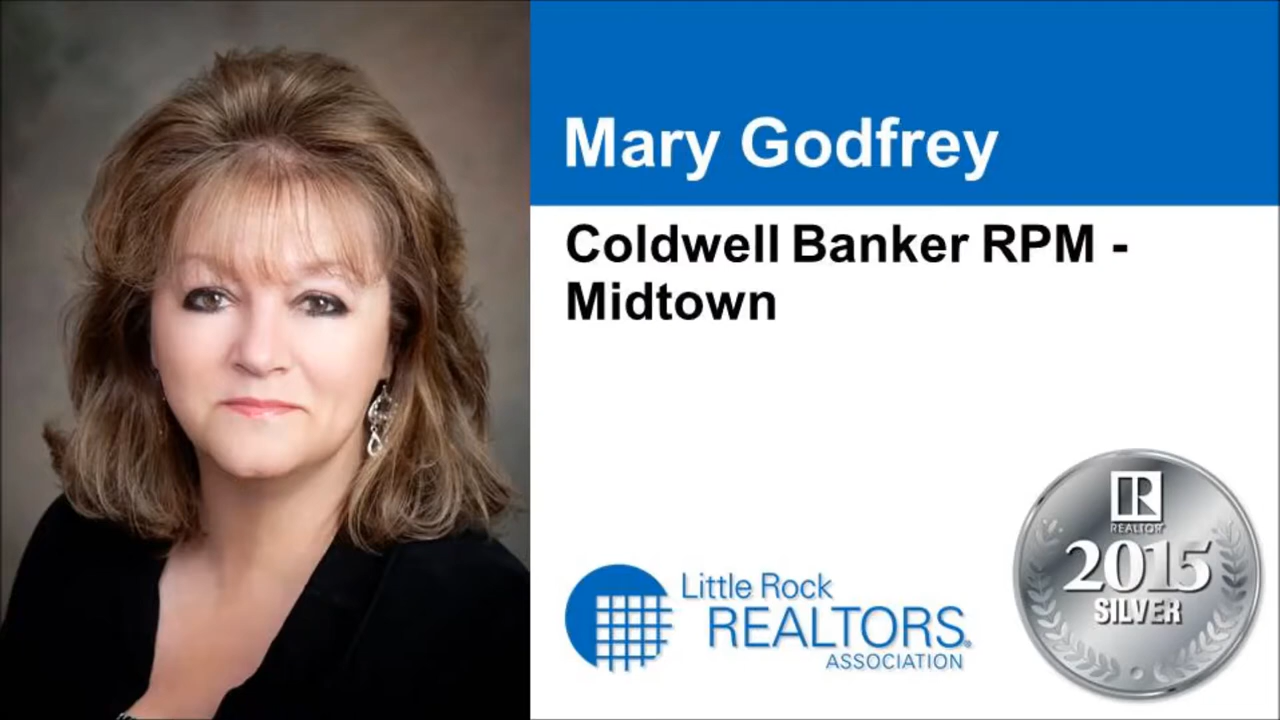 Mary Godfrey
Coldwell Banker RPM -
Midtown
Little Rock
REALTORS®
ASSOCIATION
R
REALTOR®
2015
SILVER